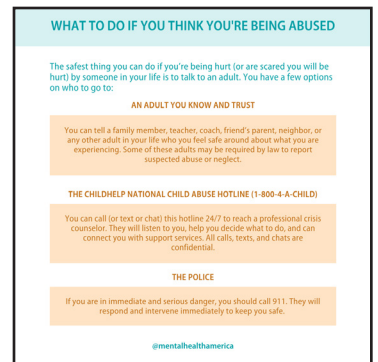 WHAT TO DO IF YOU THINK YOU'RE BEING ABUSED
The safest thing you can do if you're being hurt (or are scared you will be
hurt) by someone in your life is to talk to an adult. You have a few options
on who to go to:
AN ADULT YOU KNOW AND TRUST
You can tell a family member, teacher, coach, friend's parent, neighbor, or
any other adult in your life who you feel safe around about what you are
experiencing. Some of these adults may be required by law to report
suspected abuse or neglect.
THE CHILDHELP NATIONAL CHILD ABUSE HOTLINE (1-800-4-A-CHILD)
You can call (or text or chat) this hotline 24/7 to reach a professional crisis
counselor. They will listen to you, help you decide what to do, and can
connect you with support services. All calls, texts, and chats are
confidential.
THE POLICE
If you are in immediate and serious danger, you should call 911. They will
respond and intervene immediately to keep you safe.
@mentalhealthamerica